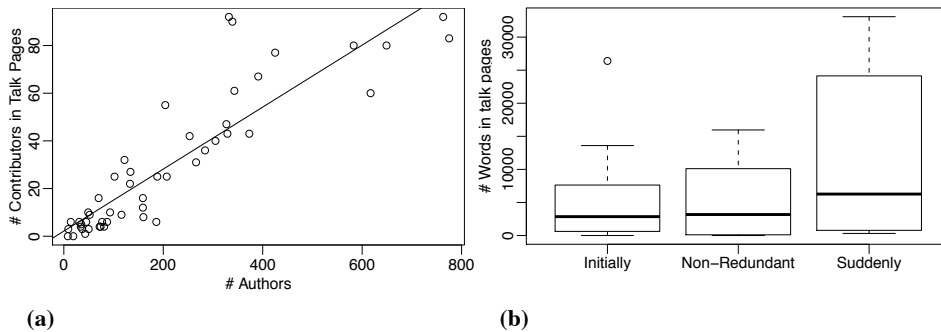 # Contributors in Talk Pages
80
60
40
20
0
0 200 400 600 800
# Authors
(a)
# Words in talk pages
30000
20000
10000
0
Initially Non−Redundant Suddenly
(b)